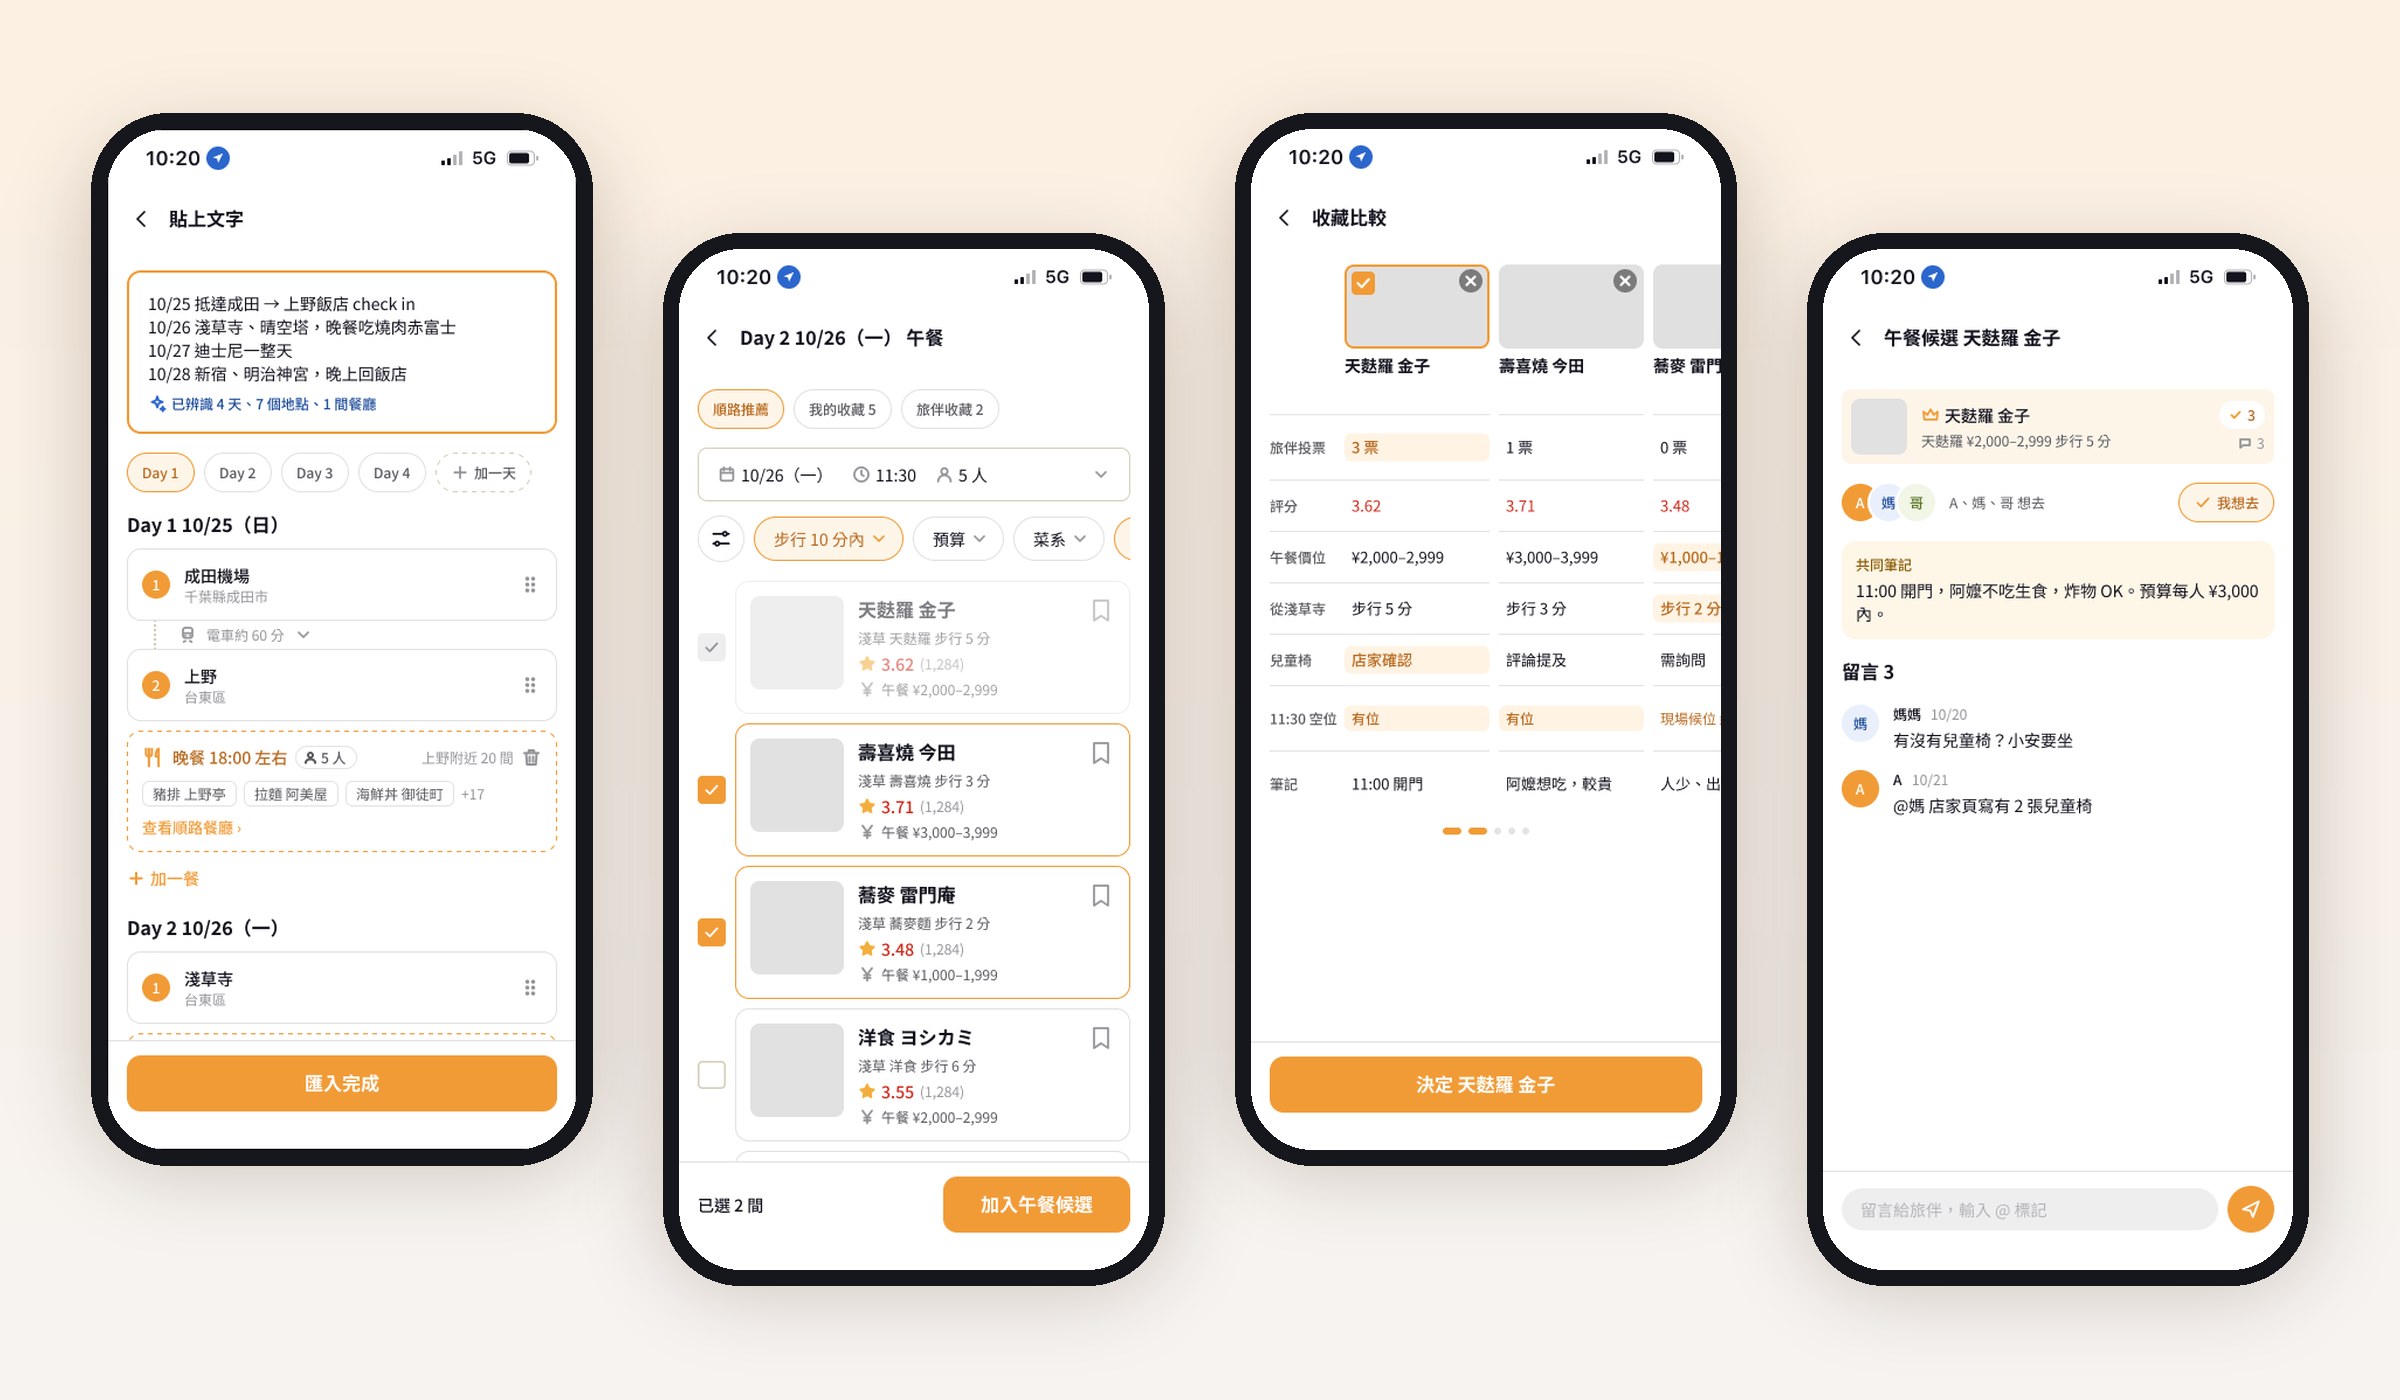 10:20
5G
貼上文字
10/25 抵達成田 → 上野飯店 check in
10/26 淺草寺、晴空塔，晚餐吃燒肉赤富士
10/27 迪士尼一整天
10/28 新宿、明治神宮，晚上回飯店
已辨識 4 天、7 個地點、1 間餐廳
Day 1 Day 2 Day 3 Day 4 + 加一天
Day 1 10/25（日）
1 成田機場
千葉縣成田市
電車約 60 分
2 上野
台東區
晚餐 18:00 左右 5 人 上野附近 20 間
豬排 上野亭 拉麵 阿美屋 海鮮丼 御徒町 +17
查看順路餐廳 ›
+ 加一餐
Day 2 10/26（一）
1 淺草寺
台東區
匯入完成
10:20
5G
Day 2 10/26（一） 午餐
順路推薦 我的收藏 5 旅伴收藏 2
10/26（一） 11:30 5 人
步行 10 分內 預算 菜系
天麩羅 金子
淺草 天麩羅 步行 5 分
3.62 (1,284)
¥ 午餐 ¥2,000–2,999
壽喜燒 今田
淺草 壽喜燒 步行 3 分
3.71 (1,284)
¥ 午餐 ¥3,000–3,999
蕎麥 雷門庵
淺草 蕎麥麵 步行 2 分
3.48 (1,284)
¥ 午餐 ¥1,000–1,999
洋食 ヨシカミ
淺草 洋食 步行 6 分
3.55 (1,284)
¥ 午餐 ¥2,000–2,999
已選 2 間
加入午餐候選
10:20
5G
收藏比較
天麩羅 金子 壽喜燒 今田 蕎麥 雷門
旅伴投票 3 票 1 票 0 票
評分 3.62 3.71 3.48
午餐價位 ¥2,000–2,999 ¥3,000–3,999 ¥1,000–1
從淺草寺 步行 5 分 步行 3 分 步行 2 分
兒童椅 店家確認 評論提及 需詢問
11:30 空位 有位 有位 現場候位
筆記 11:00 開門 阿嬤想吃，較貴 人少、出
決定 天麩羅 金子
10:20
5G
午餐候選 天麩羅 金子
天麩羅 金子 3
天麩羅 ¥2,000–2,999 步行 5 分 3
A 媽 哥 A、媽、哥 想去 我想去
共同筆記
11:00 開門，阿嬤不吃生食，炸物 OK。預算每人 ¥3,000
內。
留言 3
媽 媽媽 10/20
有沒有兒童椅？小安要坐
A A 10/21
@媽 店家頁寫有 2 張兒童椅
留言給旅伴，輸入 @ 標記